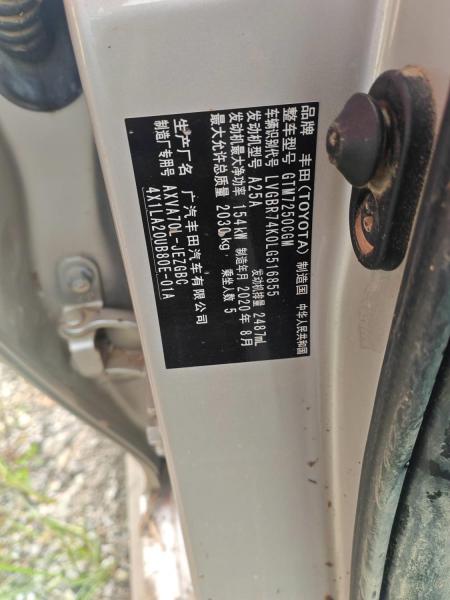 品牌 丰田(TOYOTA) 制造国 中华人民共和国
整车型号 GTM7250CGM
车辆识别代号 LVGBR74K0LG516855
发动机型号 A25A 发动机排量 2487mL
发动机最大净功率 154kW 制造年月 2020年8月
最大允许总质量 2030kg 乘坐人数 5
生产厂名 广汽丰田汽车有限公司
制造厂专用号 AXVA70L-JEZGBC
4X1LA20UB80E-01A